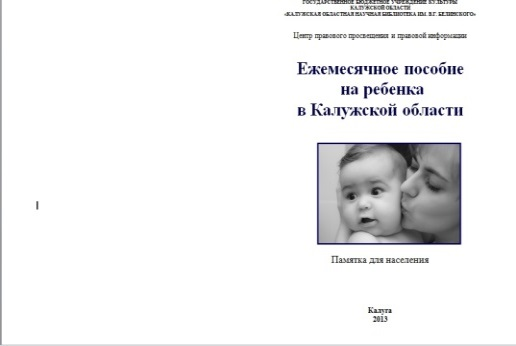 ГОСУДАРСТВЕННОЕ БЮДЖЕТНОЕ УЧРЕЖДЕНИЕ КУЛЬТУРЫ
КАЛУЖСКОЙ ОБЛАСТИ
«КАЛУЖСКАЯ ОБЛАСТНАЯ НАУЧНАЯ БИБЛИОТЕКА ИМ. В.Г. БЕЛИНСКОГО»
Центр правового просвещения и правовой информации
Ежемесячное пособие
на ребенка
в Калужской области
Памятка для населения
Калуга
2013